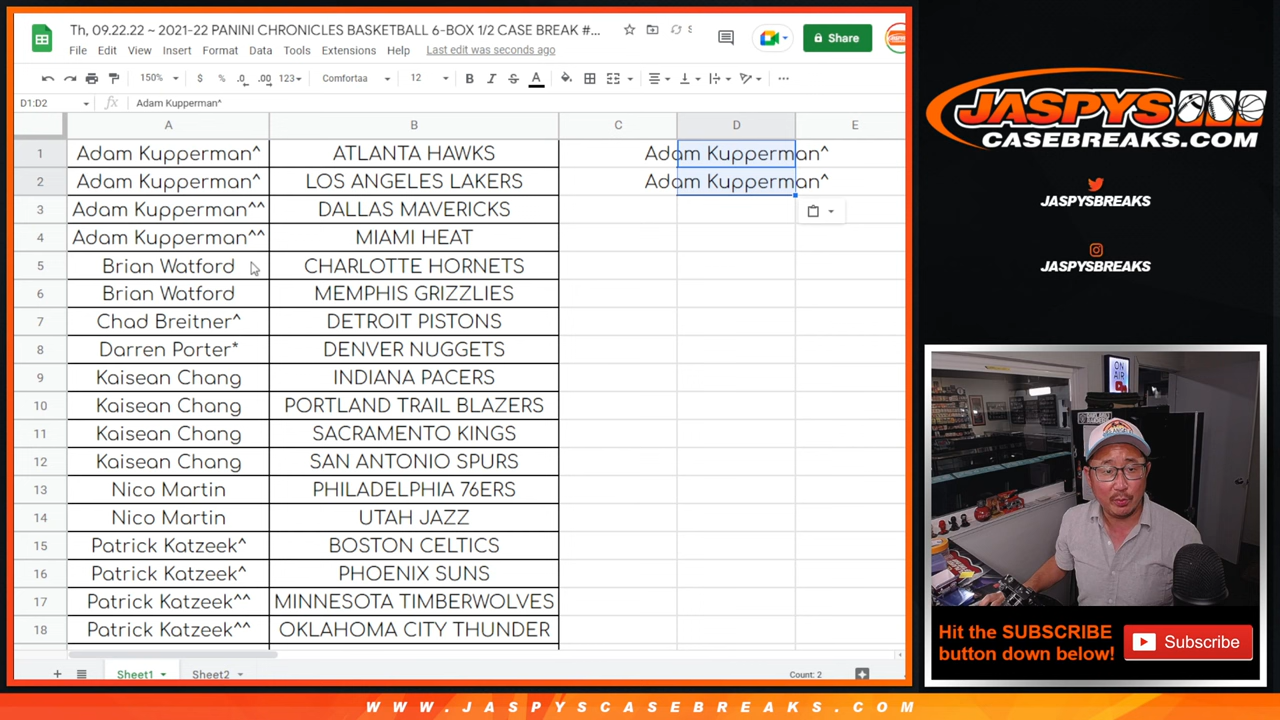 Th, 09.22.22 ~ 2021-22 PANINI CHRONICLES BASKETBALL 6-BOX 1/2 CASE BREAK #...
File Edit View Insert Format Data Tools Extensions Help Last edit was seconds ago
Share
150% $ % .0 .00 123 Comfortaa 12 B I S A
D1:D2 fx Adam Kupperman^
A B C D E
1 Adam Kupperman^ ATLANTA HAWKS Adam Kupperman^
2 Adam Kupperman^ LOS ANGELES LAKERS Adam Kupperman^
3 Adam Kupperman^^ DALLAS MAVERICKS
4 Adam Kupperman^^ MIAMI HEAT
5 Brian Watford CHARLOTTE HORNETS
6 Brian Watford MEMPHIS GRIZZLIES
7 Chad Breitner^ DETROIT PISTONS
8 Darren Porter* DENVER NUGGETS
9 Kaisean Chang INDIANA PACERS
10 Kaisean Chang PORTLAND TRAIL BLAZERS
11 Kaisean Chang SACRAMENTO KINGS
12 Kaisean Chang SAN ANTONIO SPURS
13 Nico Martin PHILADELPHIA 76ERS
14 Nico Martin UTAH JAZZ
15 Patrick Katzeek^ BOSTON CELTICS
16 Patrick Katzeek^ PHOENIX SUNS
17 Patrick Katzeek^^ MINNESOTA TIMBERWOLVES
18 Patrick Katzeek^^ OKLAHOMA CITY THUNDER
Sheet1 Sheet2 Count: 2
JASPYS
CASEBREAKS.COM
JASPYSBREAKS
JASPYSBREAKS
ON AIR
Hit the SUBSCRIBE
button down below!
Subscribe
WWW.JASPYSCASEBREAKS.COM